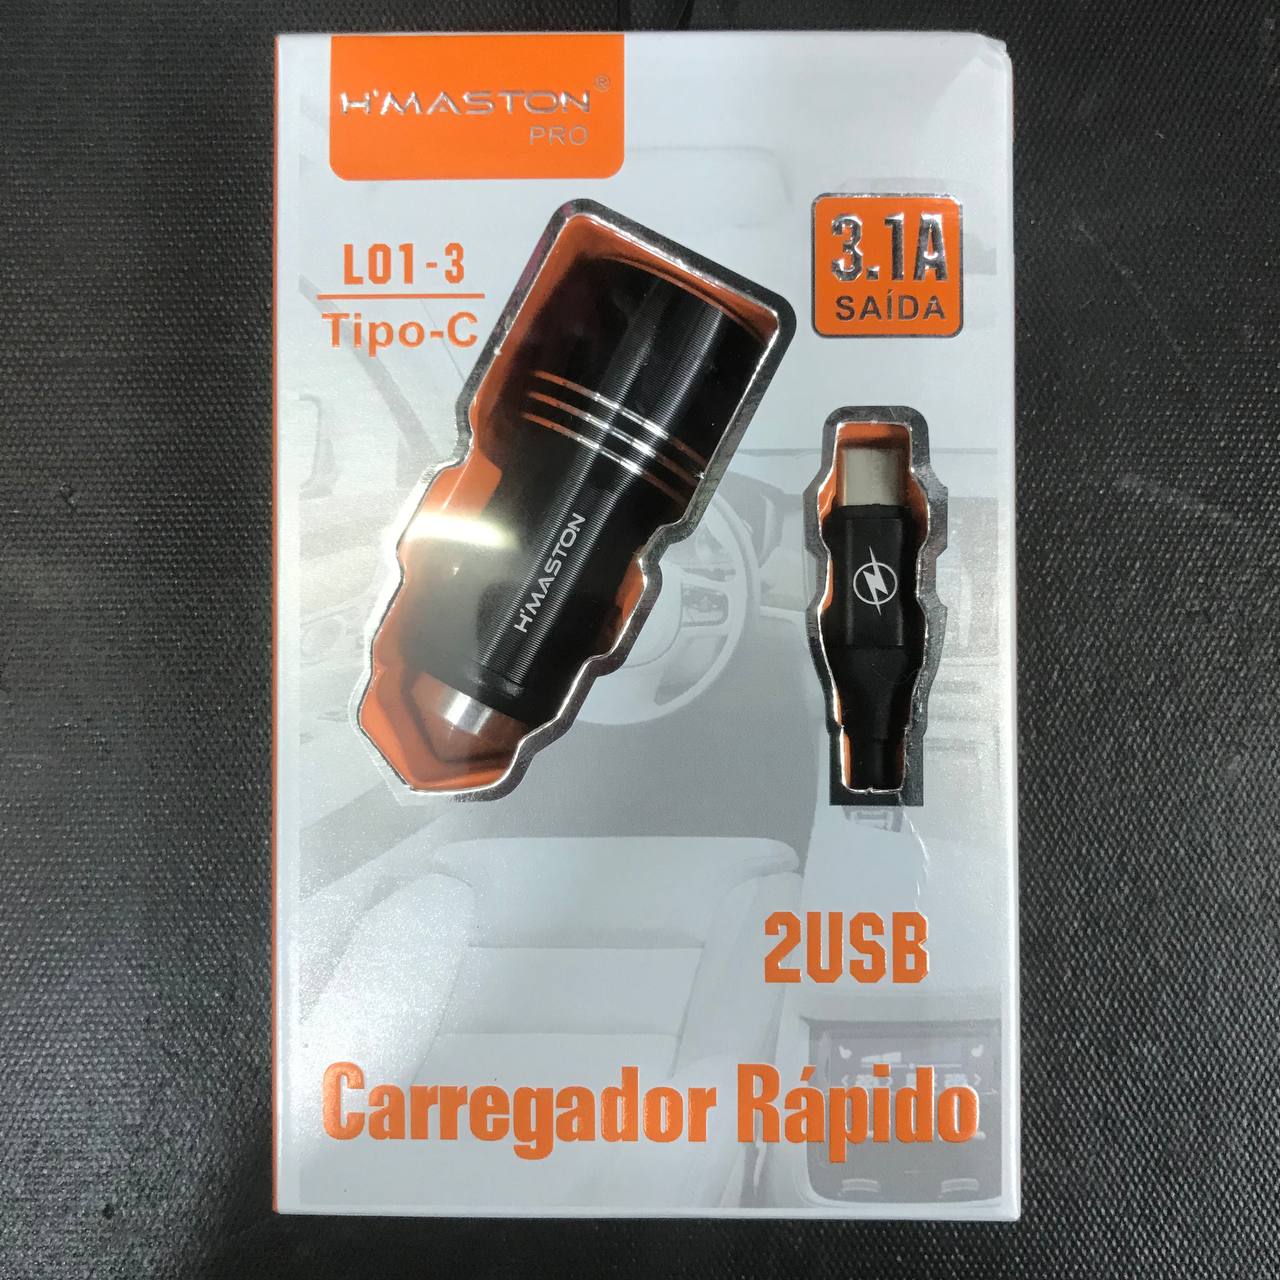 H'MASTON®
PRO
L01-3
Tipo-C
3.1A
SAÍDA
H'MASTON
2USB
Carregador Rápido